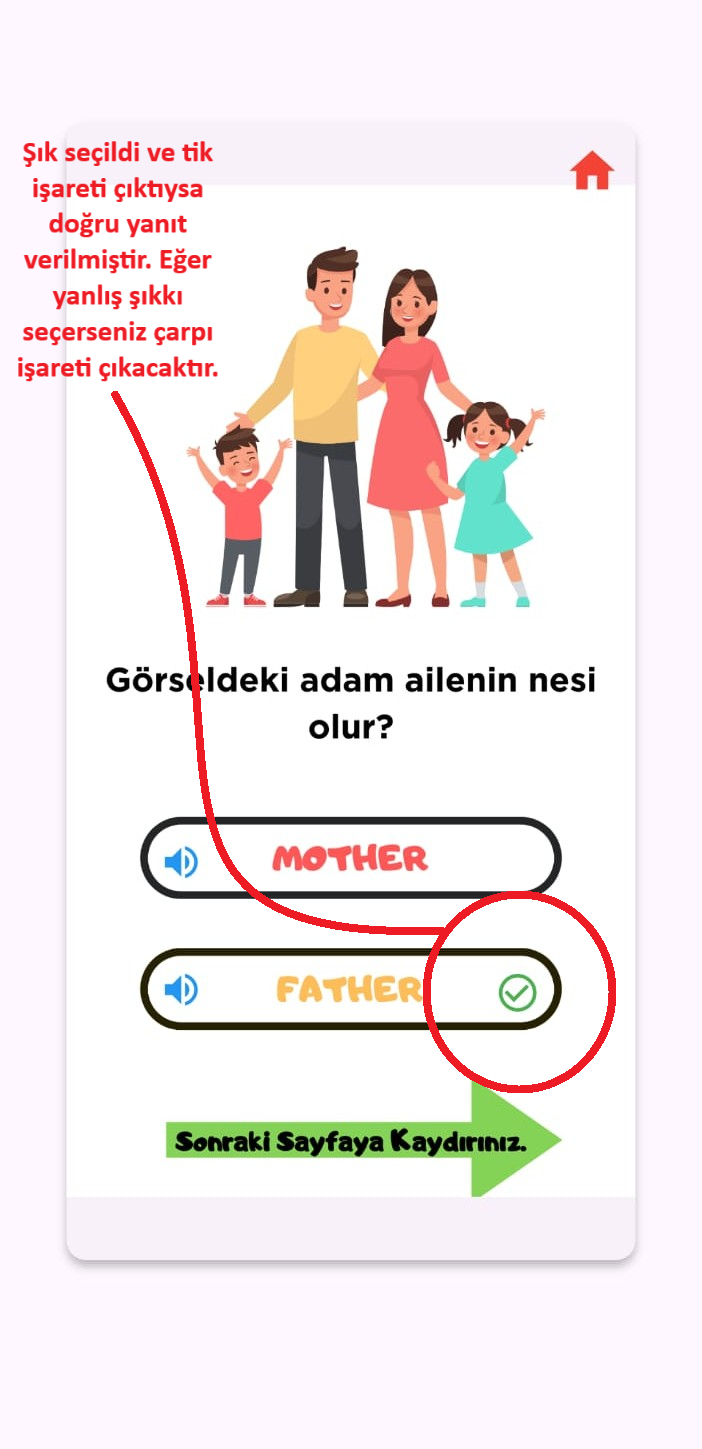 Şık seçildi ve tik
işareti çıktıysa
doğru yanıt
verilmiştir. Eğer
yanlış şıkkı
seçerseniz çarpı
işareti çıkacaktır.
Görseldeki adam ailenin nesi
olur?
MOTHER
FATHER
Sonraki Sayfaya Kaydırınız.